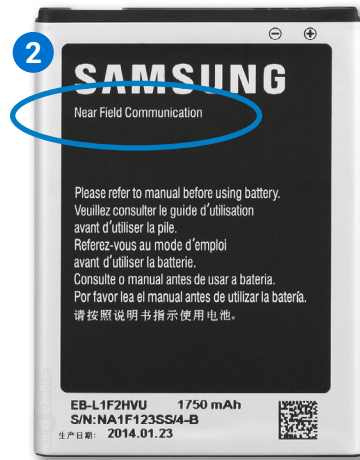 2
SAMSUNG
Near Field Communication
Please refer to manual before using battery.
Veuillez consulter le guide d'utilisation
avant d'utiliser la pile.
Referez-vous au mode d'emploi
avant d'utiliser la batterie.
Consulte o manual antes de usar a bateria.
Por favor lea el manual antes de utilizar la batería.
请按照说明书指示使用电池。
EB-L1F2HVU 1750 mAh
S/N:NA1F123SS/4-B
生产日期: 2014.01.23